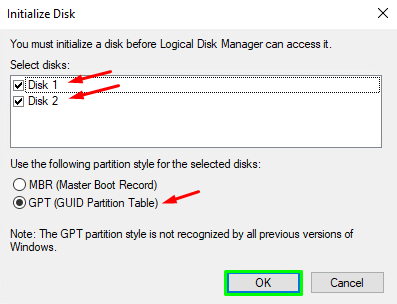 Initialize Disk
You must initialize a disk before Logical Disk Manager can access it.
Select disks:
Disk 1
Disk 2
Use the following partition style for the selected disks:
MBR (Master Boot Record)
GPT (GUID Partition Table)
Note: The GPT partition style is not recognized by all previous versions of
Windows.
OK
Cancel